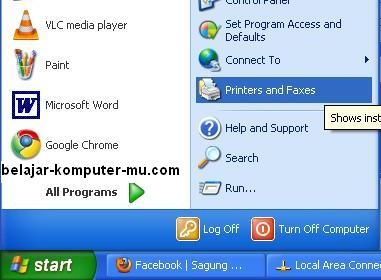 Control Panel
VLC media player
Set Program Access and
Defaults
Paint
Connect To
Printers and Faxes
Microsoft Word
Shows inst
Help and Support
Google Chrome
Search
belajar-komputer-mu.com
All Programs
Run...
Log Off
Turn Off Computer
start
Facebook | Sagung ...
Local Area Conne